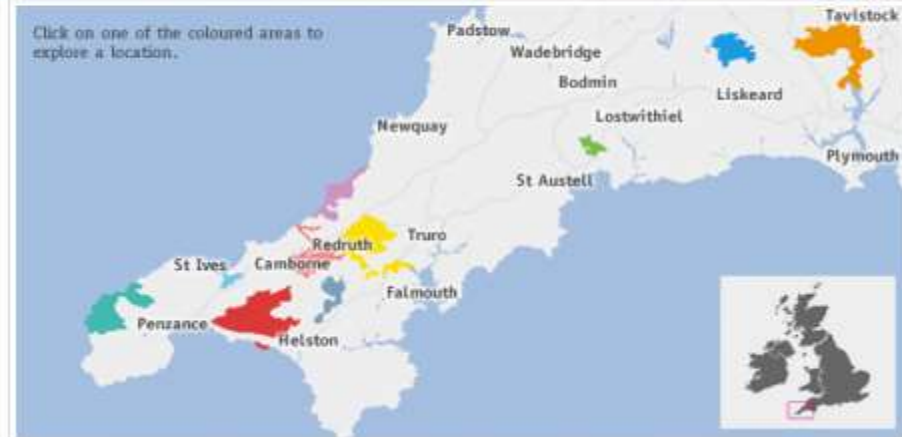 Click on one of the coloured areas to
explore a location.
Tavistock
Padstow
Wadebridge
Bodmin
Liskeard
Lostwithiel
Newquay
Plymouth
St Austell
Redruth
Truro
St Ives
Camborne
Falmouth
Penzance
Helston